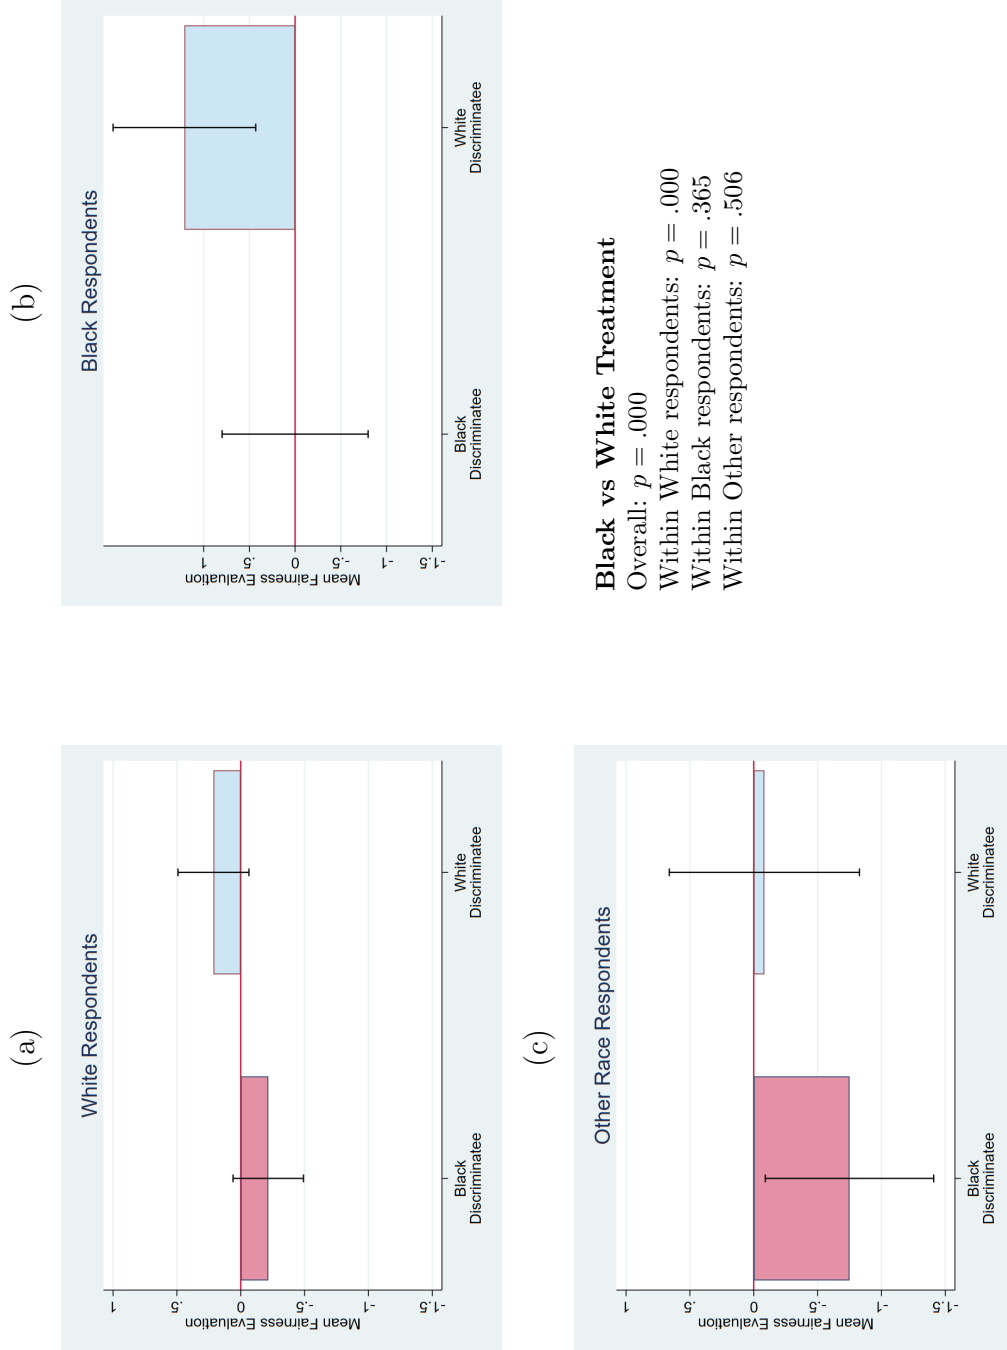 (a)
White Respondents
Mean Fairness Evaluation
1
.5
0
-.5
-1
-1.5
Black
Discriminatee
White
Discriminatee
(b)
Black Respondents
Mean Fairness Evaluation
1
.5
0
-.5
-1
-1.5
Black
Discriminatee
White
Discriminatee
(c)
Other Race Respondents
Mean Fairness Evaluation
1
.5
0
-.5
-1
-1.5
Black
Discriminatee
White
Discriminatee
Black vs White Treatment
Overall: p = .000
Within White respondents: p = .000
Within Black respondents: p = .365
Within Other respondents: p = .506